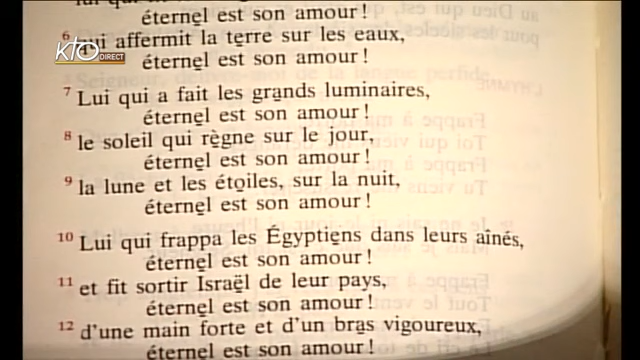 éternel est son amour !
6 qui affermit la terre sur les eaux,
KTO DIRECT
éternel est son amour !
7 Lui qui a fait les grands luminaires,
éternel est son amour !
8 le soleil qui règne sur le jour,
éternel est son amour !
9 la lune et les étoiles, sur la nuit,
éternel est son amour !
10 Lui qui frappa les Égyptiens dans leurs aînés,
éternel est son amour !
11 et fit sortir Israël de leur pays,
éternel est son amour !
12 d'une main forte et d'un bras vigoureux,
éternel est son amour !